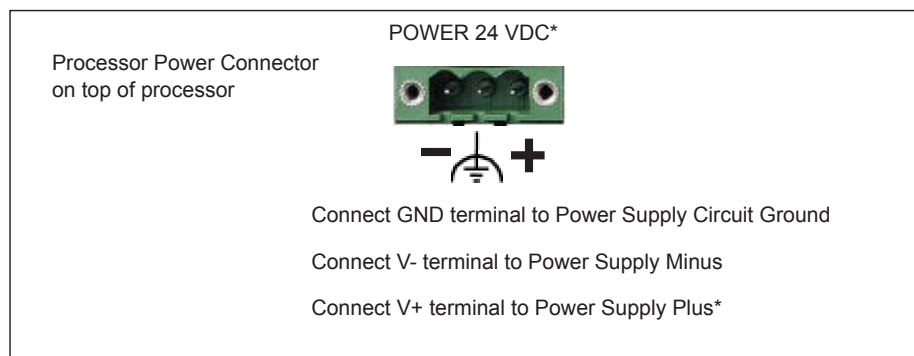 POWER 24 VDC*
Processor Power Connector
on top of processor
Connect GND terminal to Power Supply Circuit Ground
Connect V- terminal to Power Supply Minus
Connect V+ terminal to Power Supply Plus*